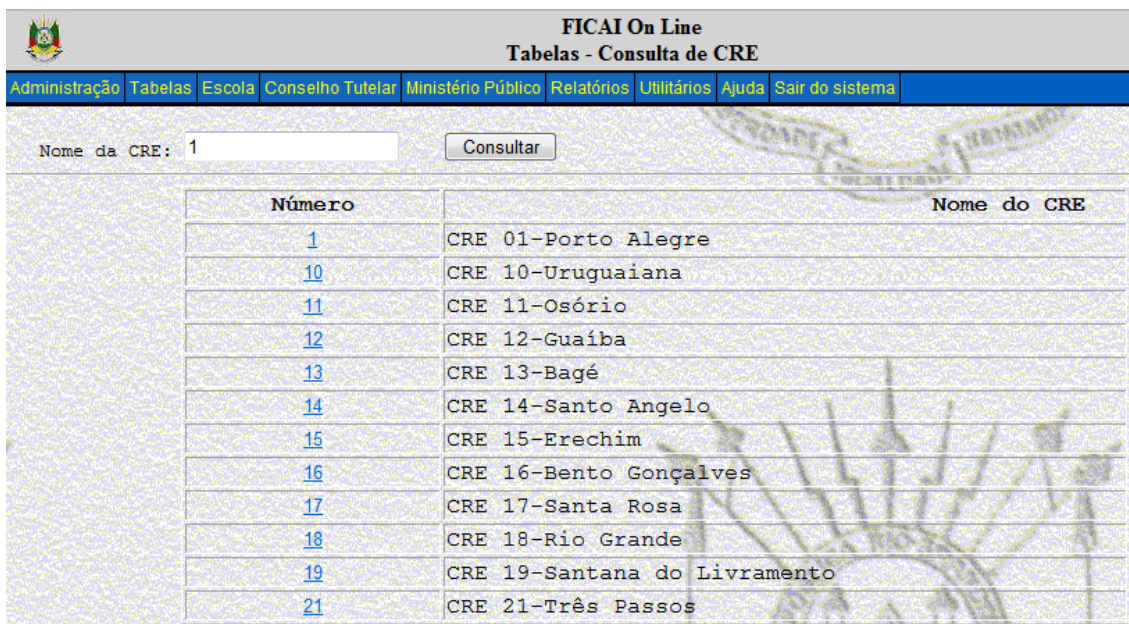 FICAI On Line
Tabelas - Consulta de CRE
Administração Tabelas Escola Conselho Tutelar Ministério Público Relatórios Utilitários Ajuda Sair do sistema
Nome da CRE: 1 Consultar
Número Nome do CRE
1 CRE 01-Porto Alegre
10 CRE 10-Uruguaiana
11 CRE 11-Osório
12 CRE 12-Guaíba
13 CRE 13-Bagé
14 CRE 14-Santo Angelo
15 CRE 15-Erechim
16 CRE 16-Bento Gonçalves
17 CRE 17-Santa Rosa
18 CRE 18-Rio Grande
19 CRE 19-Santana do Livramento
21 CRE 21-Três Passos